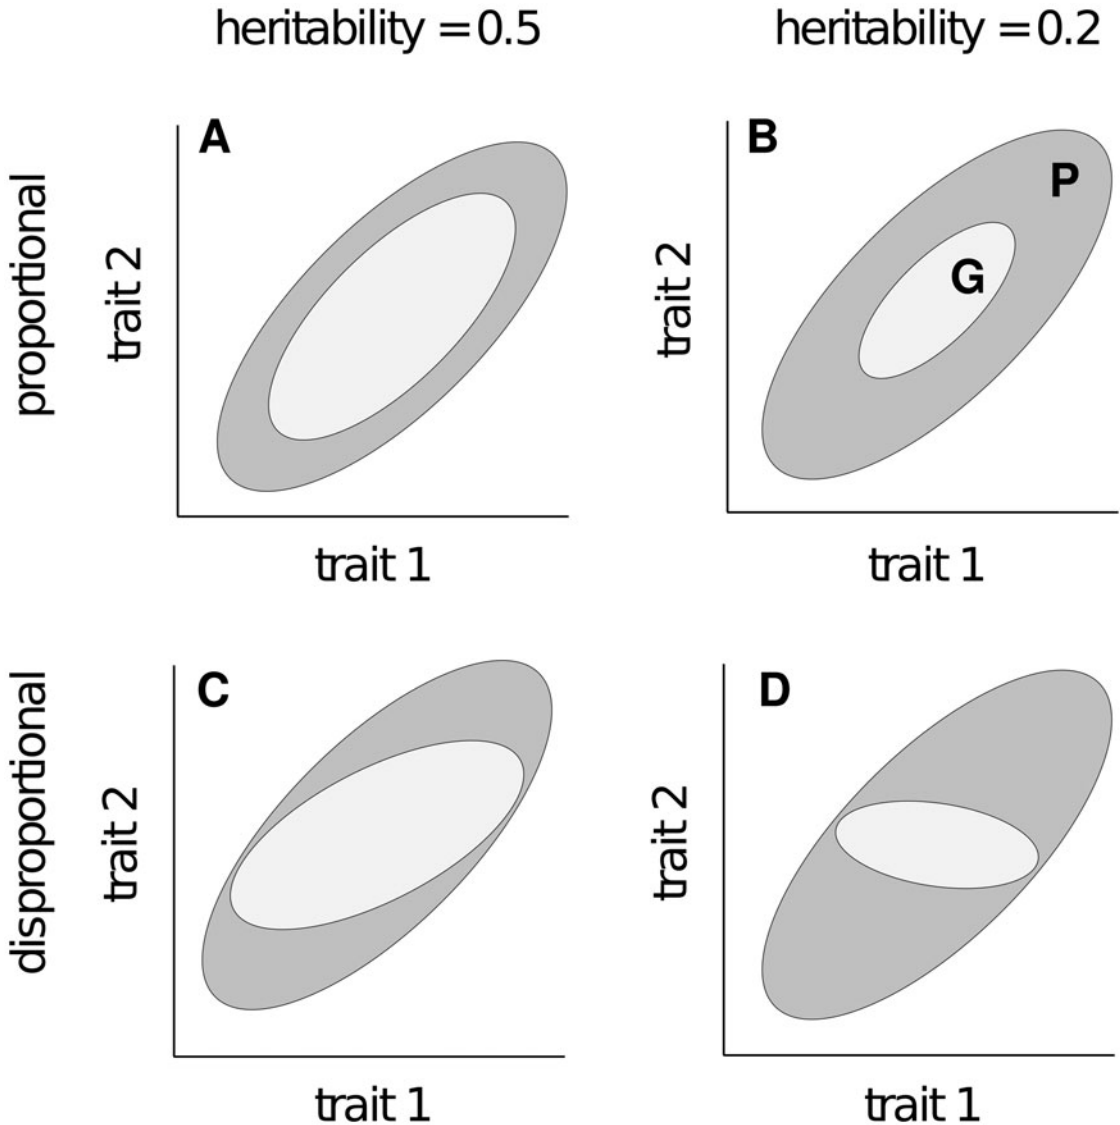 heritability = 0.5
heritability = 0.2
proportional
A
trait 2
trait 1
B
P
G
trait 2
trait 1
disproportional
C
trait 2
trait 1
D
trait 2
trait 1